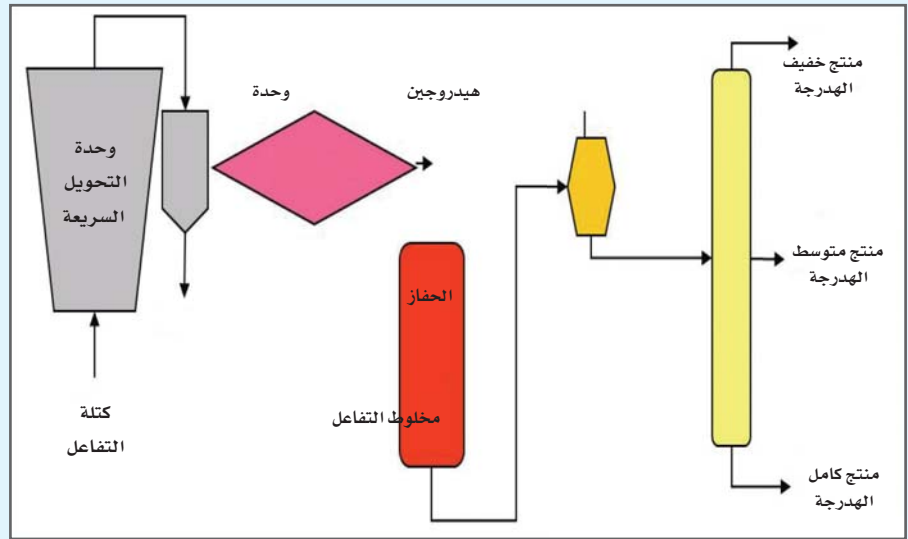 وحدة
التحويل
السريعة
كتلة
التفاعل
وحدة
هيدروجين
الحفاز
مخلوط التفاعل
منتج خفيف
الهدرجة
منتج متوسط
الهدرجة
منتج كامل
الهدرجة